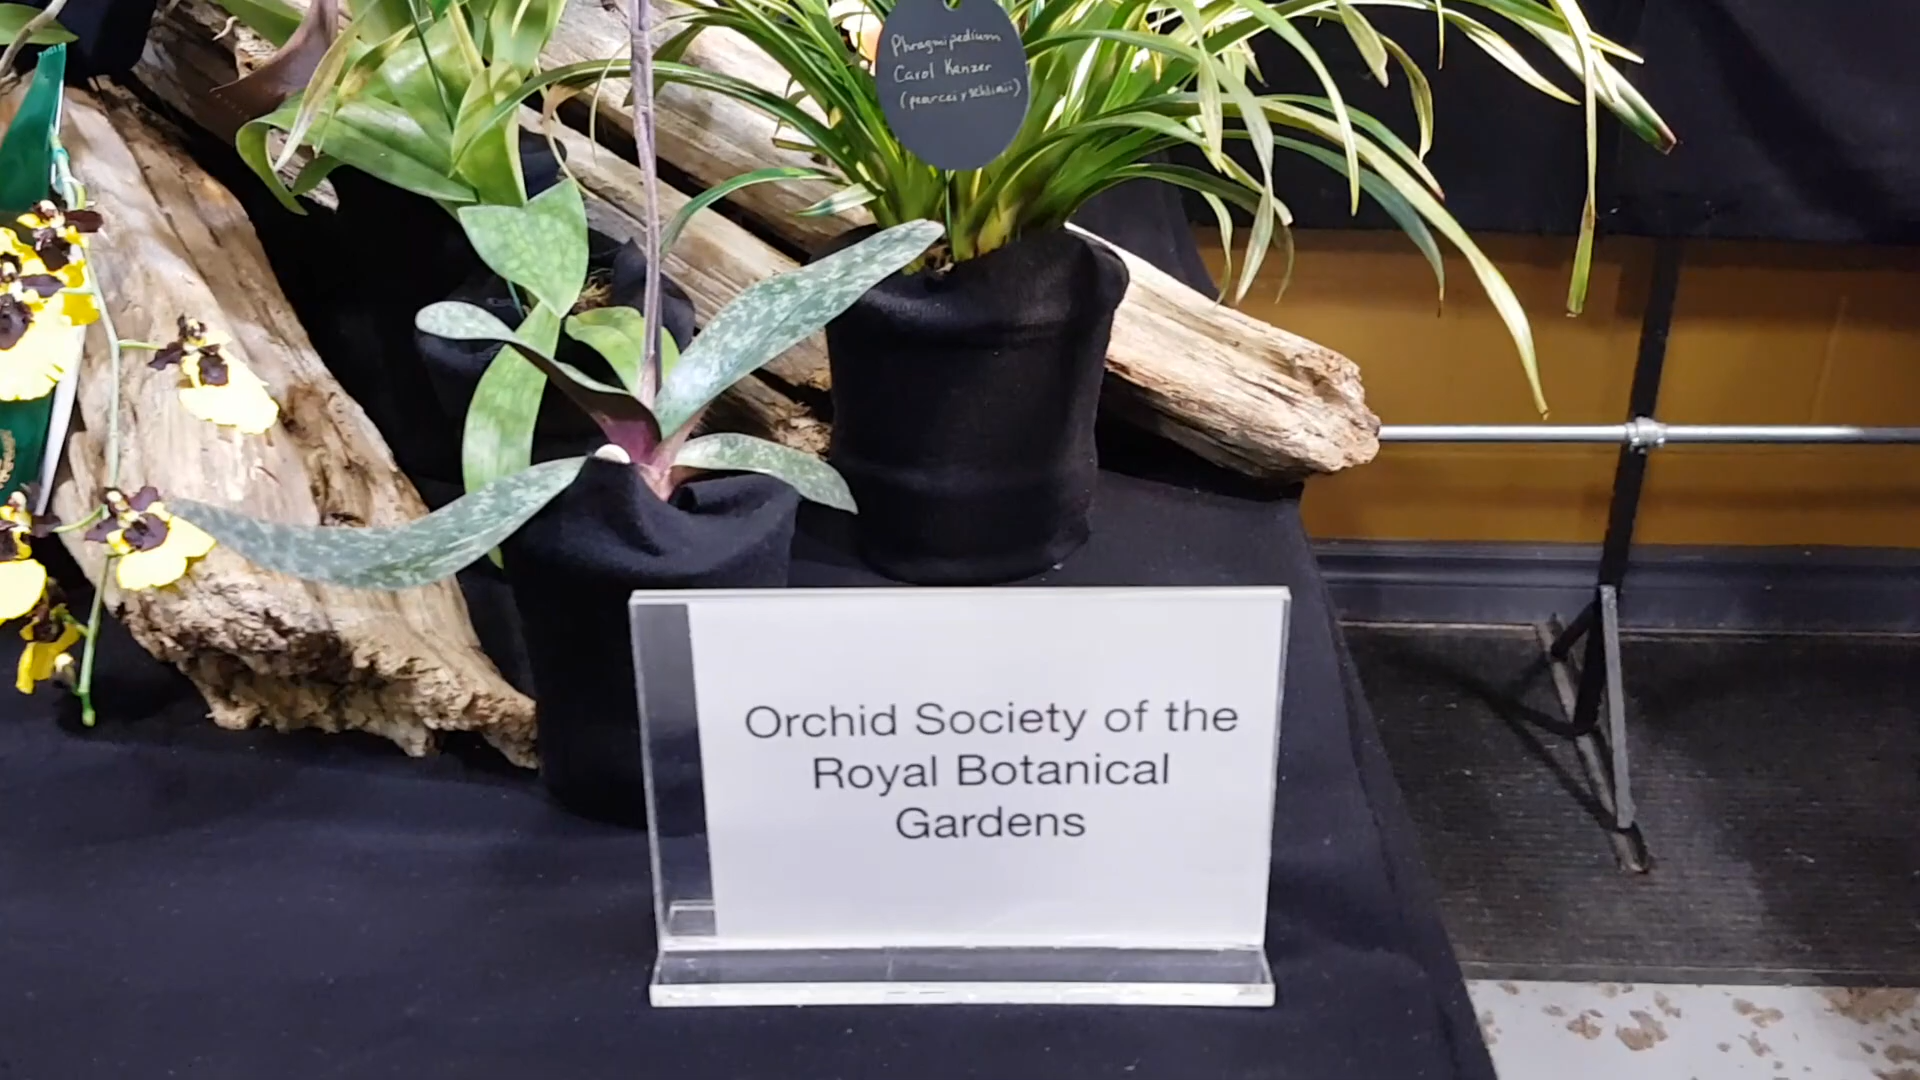 Phragmipedium
Carol Kanzer
(pearcei x schlimii)
Orchid Society of the
Royal Botanical
Gardens